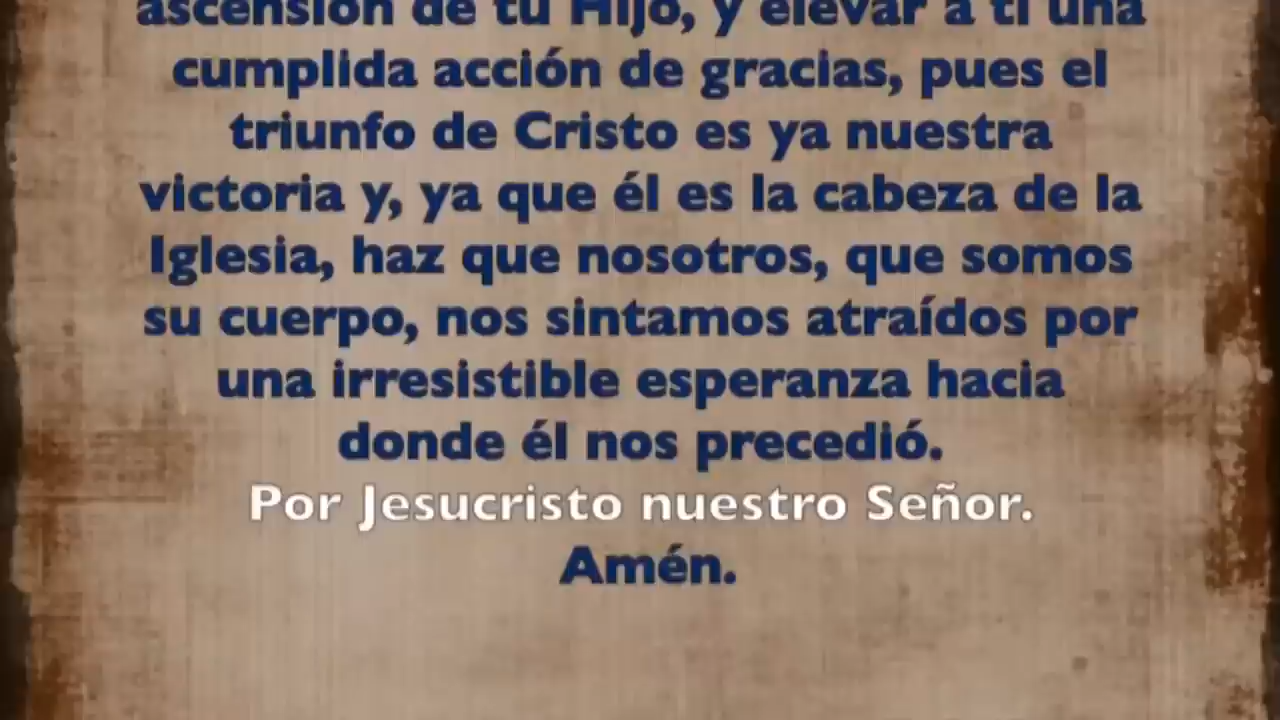 ascensión de tu Hijo, y elevar a ti una
cumplida acción de gracias, pues el
triunfo de Cristo es ya nuestra
victoria y, ya que él es la cabeza de la
Iglesia, haz que nosotros, que somos
su cuerpo, nos sintamos atraídos por
una irresistible esperanza hacia
donde él nos precedió.
Por Jesucristo nuestro Señor.
Amén.